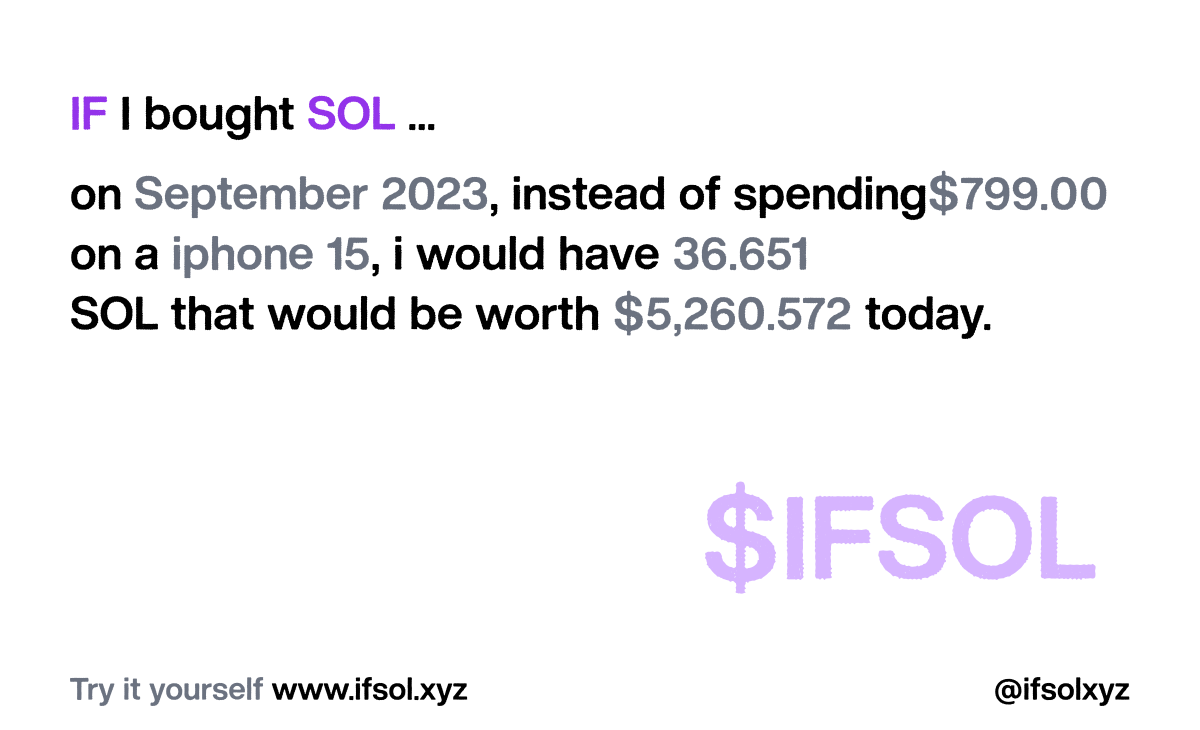 IF I bought SOL ...
on September 2023, instead of spending$799.00
on a iphone 15, i would have 36.651
SOL that would be worth $5,260.572 today.
$IFSOL
Try it yourself www.ifsol.xyz
@ifsolxyz